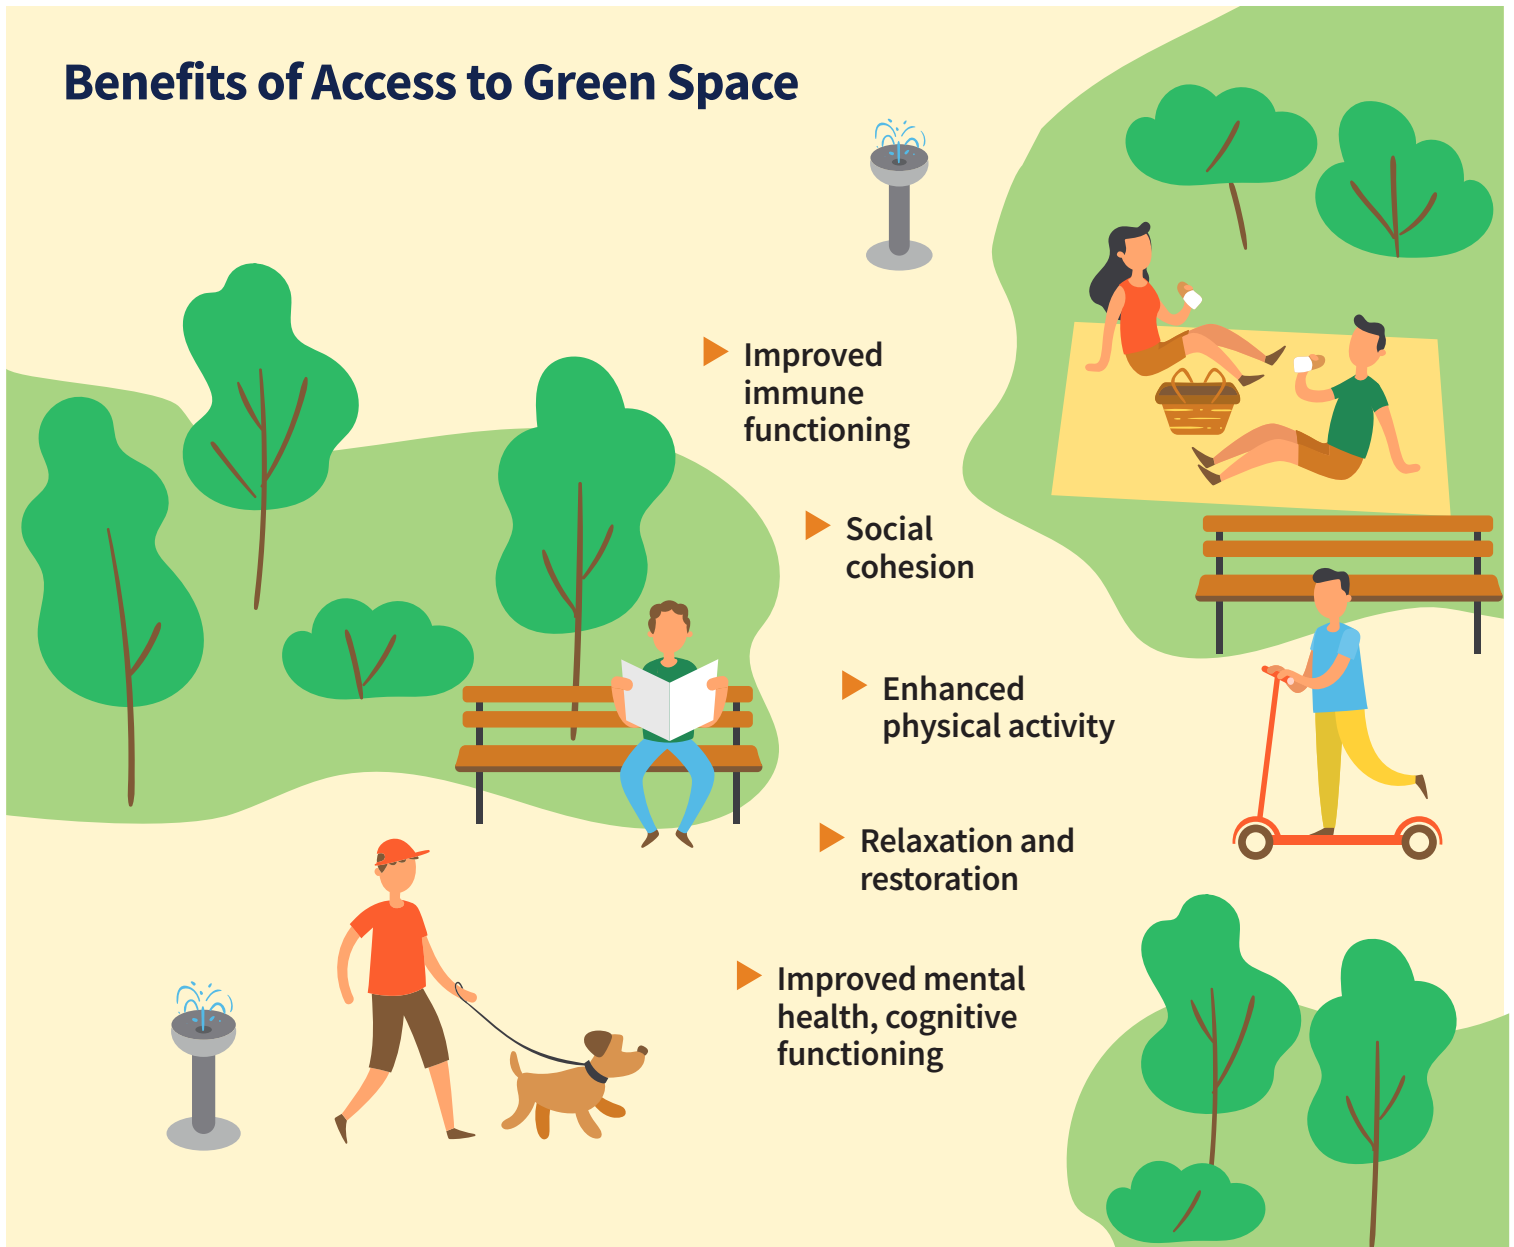 Benefits of Access to Green Space
Improved
immune
functioning
Social
cohesion
Enhanced
physical activity
Relaxation and
restoration
Improved mental
health, cognitive
functioning